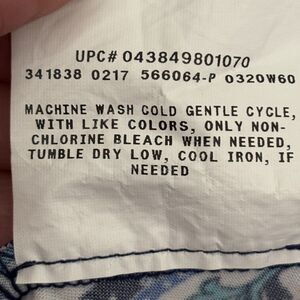 UPC# 043849801070
341838 0217 566064-P 0320W60
MACHINE WASH COLD GENTLE CYCLE,
WITH LIKE COLORS, ONLY NON-
CHLORINE BLEACH WHEN NEEDED,
TUMBLE DRY LOW, COOL IRON, IF
NEEDED